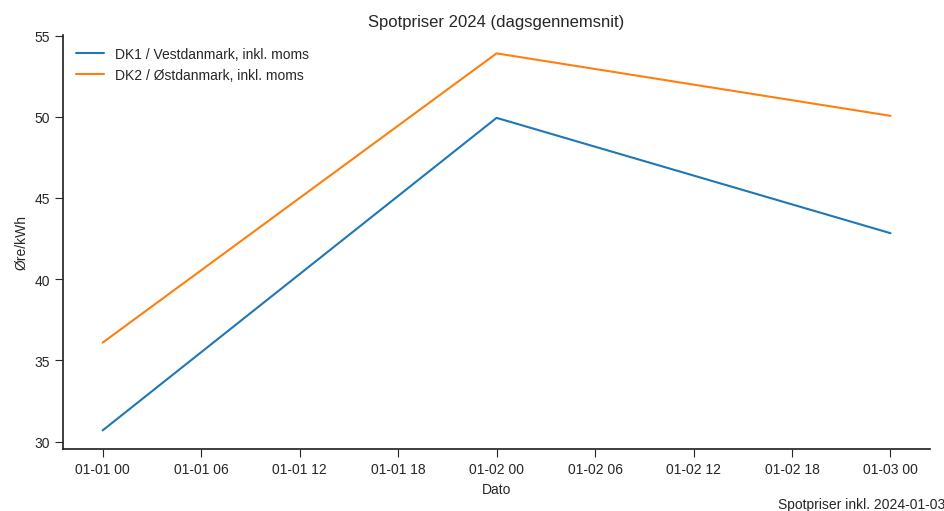 Spotpriser 2024 (dagsgennemsnit)
DK1 / Vestdanmark, inkl. moms
DK2 / Østdanmark, inkl. moms
Øre/kWh
55
50
45
40
35
30
01-01 00 01-01 06 01-01 12 01-01 18 01-02 00 01-02 06 01-02 12 01-02 18 01-03 00
Dato
Spotpriser inkl. 2024-01-03